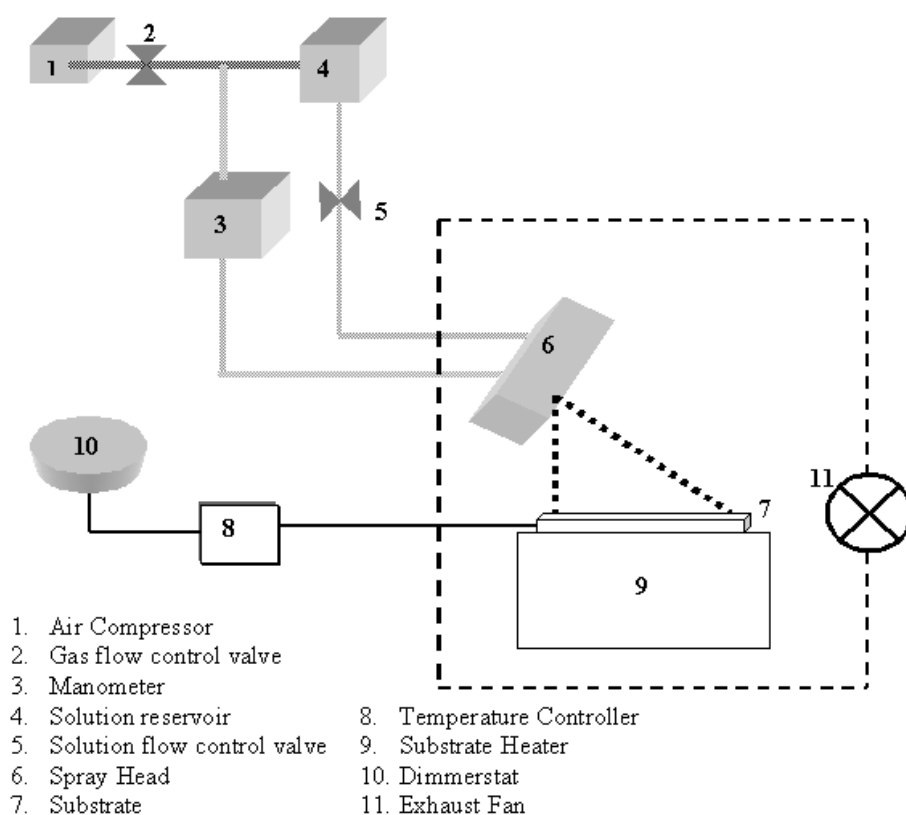 2
1
4
3
5
6
10
11
7
8
9
1. Air Compressor
2. Gas flow control valve
3. Manometer
4. Solution reservoir
5. Solution flow control valve
6. Spray Head
7. Substrate
8. Temperature Controller
9. Substrate Heater
10. Dimmerstat
11. Exhaust Fan